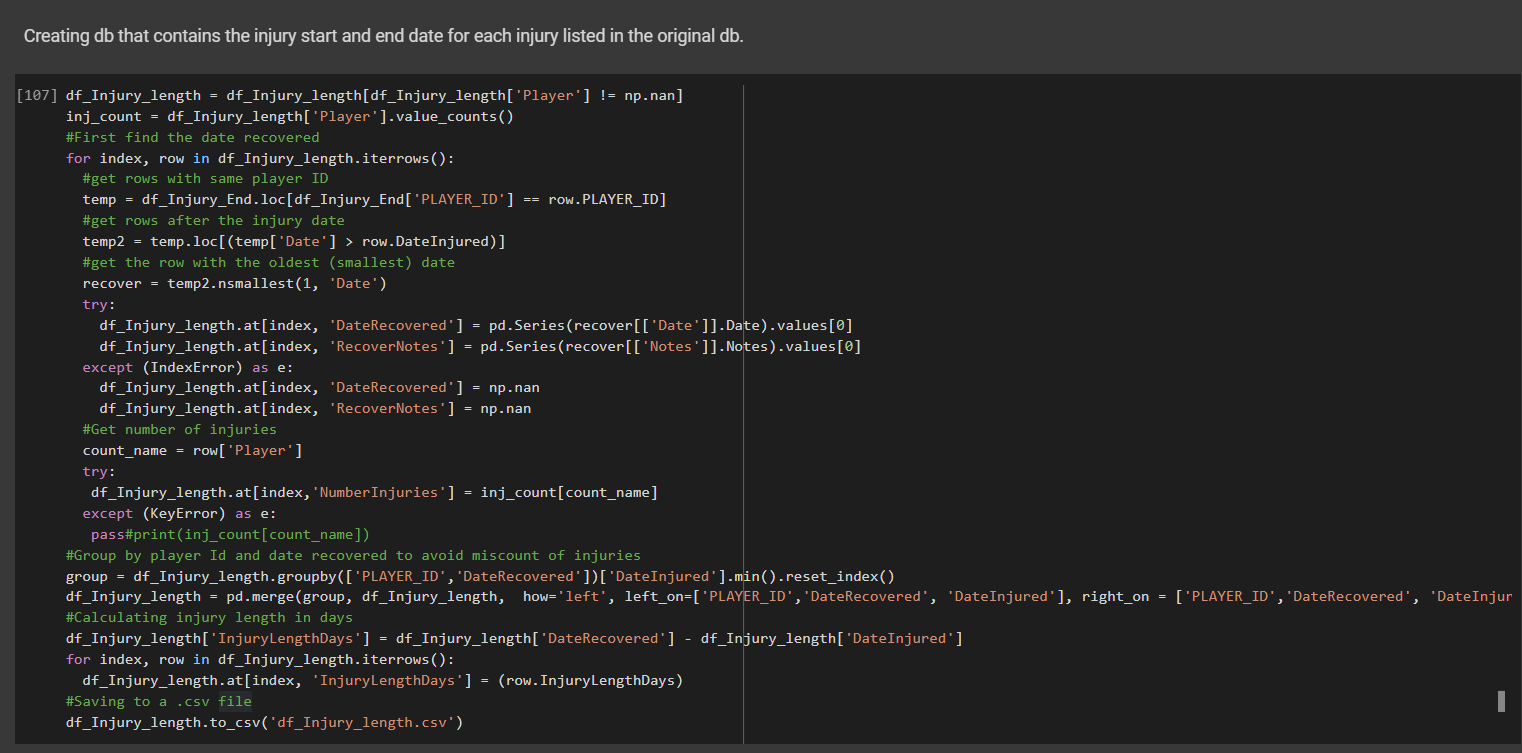 Creating db that contains the injury start and end date for each injury listed in the original db.
[107] df_Injury_length = df_Injury_length[df_Injury_length['Player'] != np.nan]
inj_count = df_Injury_length['Player'].value_counts()
#First find the date recovered
for index, row in df_Injury_length.iterrows():
  #get rows with same player ID
  temp = df_Injury_End.loc[df_Injury_End['PLAYER_ID'] == row.PLAYER_ID]
  #get rows after the injury date
  temp2 = temp.loc[(temp['Date'] > row.DateInjured)]
  #get the row with the oldest (smallest) date
  recover = temp2.nsmallest(1, 'Date')
  try:
    df_Injury_length.at[index, 'DateRecovered'] = pd.Series(recover[['Date']].Date).values[0]
    df_Injury_length.at[index, 'RecoverNotes'] = pd.Series(recover[['Notes']].Notes).values[0]
  except (IndexError) as e:
    df_Injury_length.at[index, 'DateRecovered'] = np.nan
    df_Injury_length.at[index, 'RecoverNotes'] = np.nan
  #Get number of injuries
  count_name = row['Player']
  try:
   df_Injury_length.at[index,'NumberInjuries'] = inj_count[count_name]
  except (KeyError) as e:
   pass#print(inj_count[count_name])
#Group by player Id and date recovered to avoid miscount of injuries
group = df_Injury_length.groupby(['PLAYER_ID','DateRecovered'])['DateInjured'].min().reset_index()
df_Injury_length = pd.merge(group, df_Injury_length,  how='left', left_on=['PLAYER_ID','DateRecovered', 'DateInjured'], right_on = ['PLAYER_ID','DateRecovered', 'DateInjur
#Calculating injury length in days
df_Injury_length['InjuryLengthDays'] = df_Injury_length['DateRecovered'] - df_Injury_length['DateInjured']
for index, row in df_Injury_length.iterrows():
  df_Injury_length.at[index, 'InjuryLengthDays'] = (row.InjuryLengthDays)
#Saving to a .csv file
df_Injury_length.to_csv('df_Injury_length.csv')